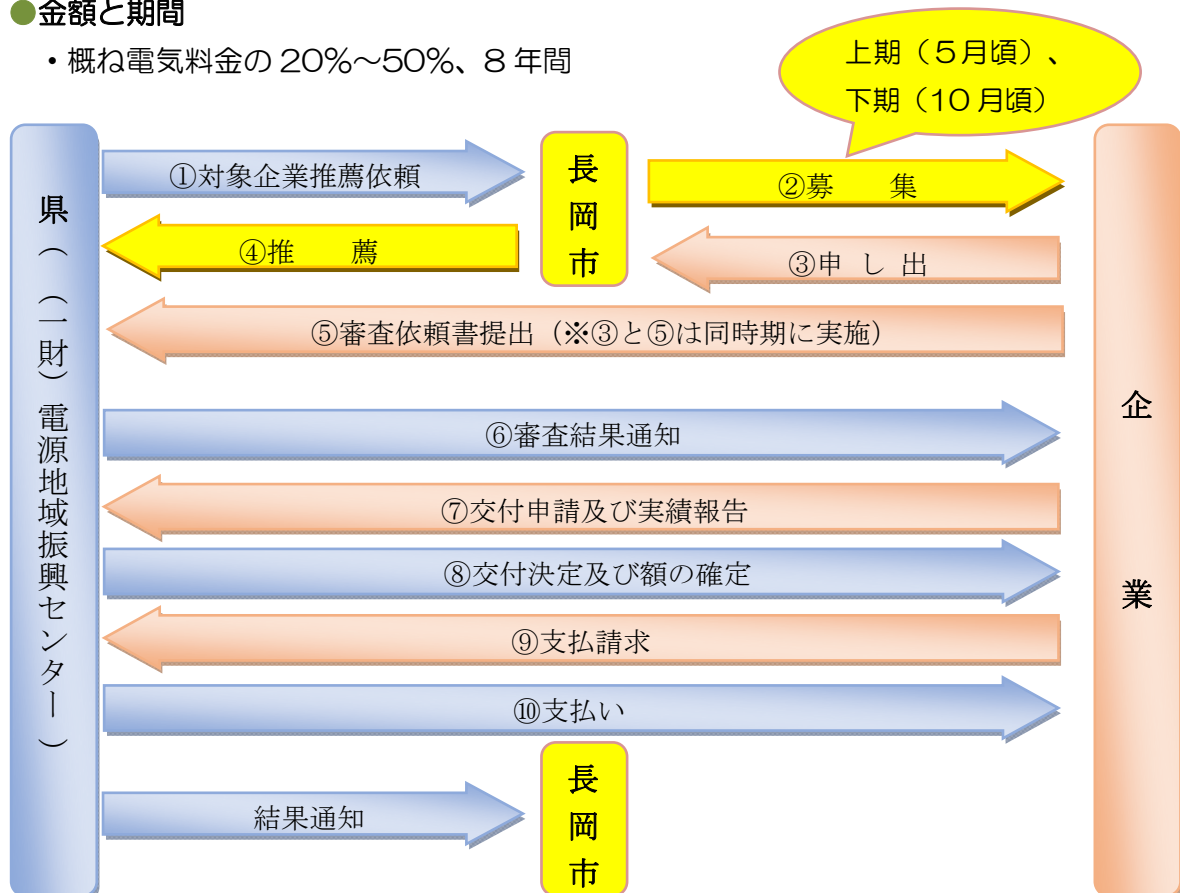 ●金額と期間
・概ね電気料金の20%～50%、8年間
上期（5月頃）、
下期（10月頃）
県（（一財）電源地域振興センター）
①対象企業推薦依頼
長岡市
②募　集
④推　薦
③申し出
⑤審査依頼書提出（※③と⑤は同時期に実施）
企業
⑥審査結果通知
⑦交付申請及び実績報告
⑧交付決定及び額の確定
⑨支払請求
⑩支払い
結果通知
長岡市